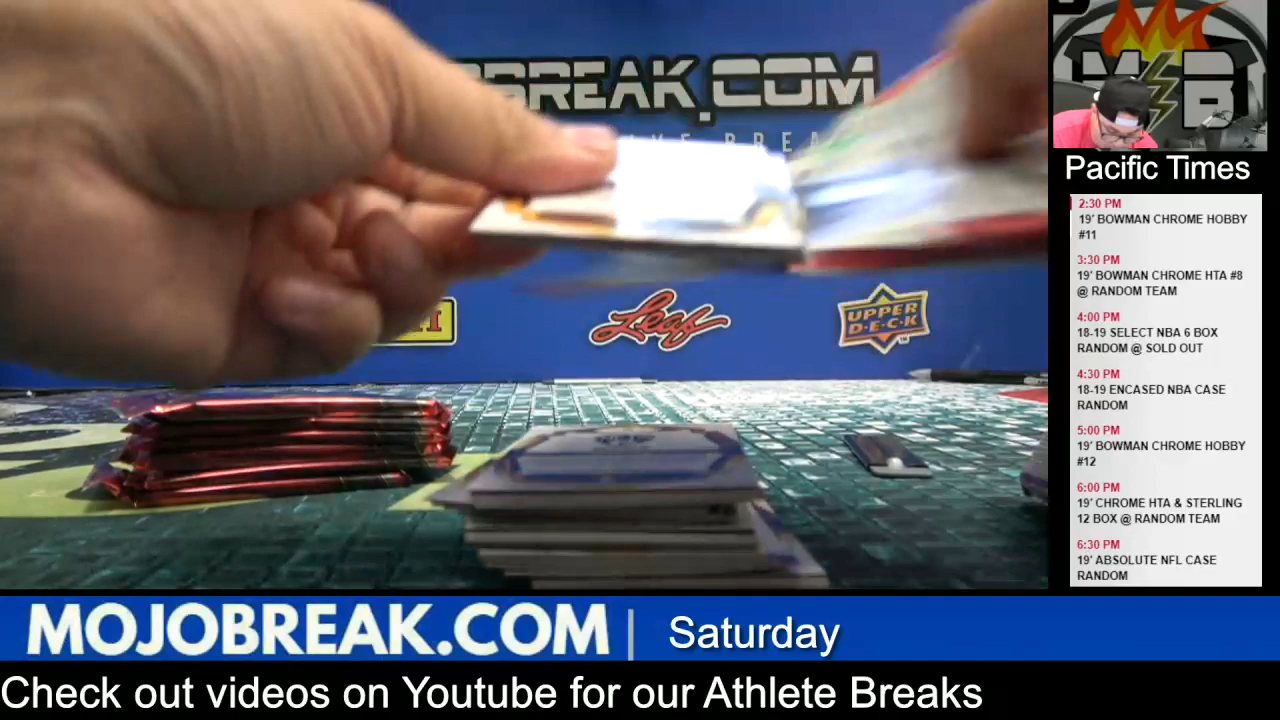 BREAK.COM
Leaf
UPPER
D·E·C·K
MB
Pacific Times
2:30 PM
19' BOWMAN CHROME HOBBY
#11
3:30 PM
19' BOWMAN CHROME HTA #8
@ RANDOM TEAM
4:00 PM
18-19 SELECT NBA 6 BOX
RANDOM @ SOLD OUT
4:30 PM
18-19 ENCASED NBA CASE
RANDOM
5:00 PM
19' BOWMAN CHROME HOBBY
#12
6:00 PM
19' CHROME HTA & STERLING
12 BOX @ RANDOM TEAM
6:30 PM
19' ABSOLUTE NFL CASE
RANDOM
MOJOBREAK.COM | Saturday
Check out videos on Youtube for our Athlete Breaks